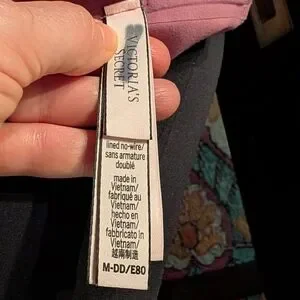 VICTORIA'S
SECRET
lined no-wire/
sans armature
doublé
made in
Vietnam/
fabriqué au
Vietnam/
hecho en
Vietnam/
fabbricato in
Vietnam/
越南制造
M-DD/E80